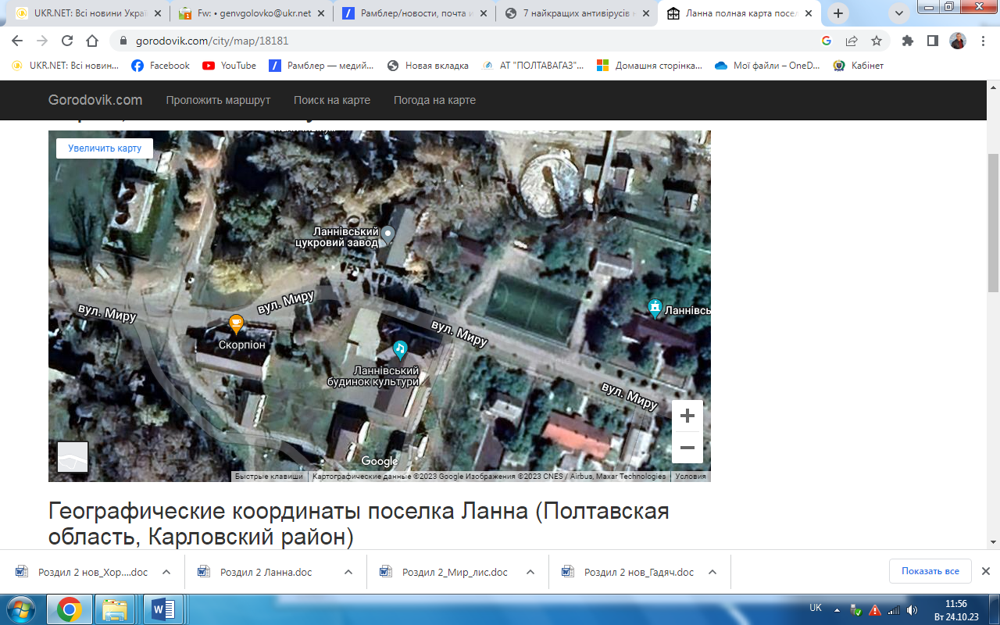 UKR.NET: Всі новини Украї
Fw: • genvgolovko@ukr.net
Рамблер/новости, почта и
7 найкращих антивірусів
Ланна полная карта посел
gorodovik.com/city/map/18181
UKR.NET: Всі новин...
Facebook
YouTube
Рамблер — медий...
Новая вкладка
АТ "ПОЛТАВАГАЗ"...
Домашня сторінка...
Мої файли – OneD...
Кабінет
Gorodovik.com
Проложить маршрут
Поиск на карте
Погода на карте
Увеличить карту
Ланнівський
цукровий завод
вул. Миру
вул. Миру
Скорпіон
вул. Миру
Ланнівсь
Ланнівський
будинок культури
вул. Миру
+
−
Google
Быстрые клавиши
Картографические данные ©2023 Google Изображения ©2023 CNES / Airbus, Maxar Technologies
Условия
Географические координаты поселка Ланна (Полтавская
область, Карловский район)
Роздил 2 нов_Хор....doc
Роздил 2 Ланна.doc
Роздил 2_Мир_лис.doc
Роздил 2 нов_Гадяч.doc
Показать все
UK
11:56
Вт 24.10.23